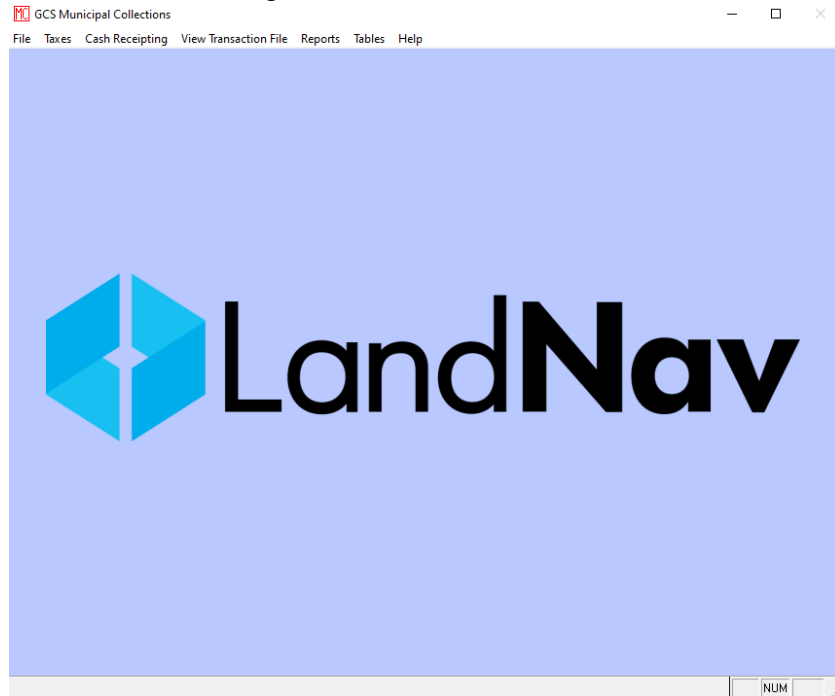 MC GCS Municipal Collections
File Taxes Cash Receipting View Transaction File Reports Tables Help
LandNav
NUM